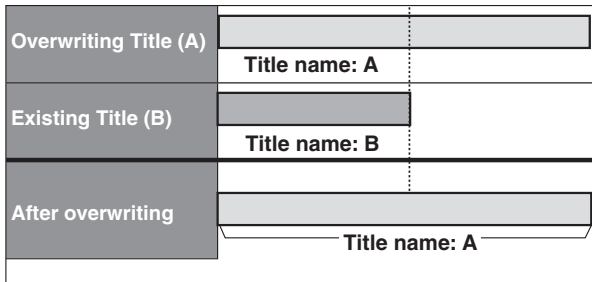 Overwriting Title (A)
Title name: A
Existing Title (B)
Title name: B
After overwriting
Title name: A